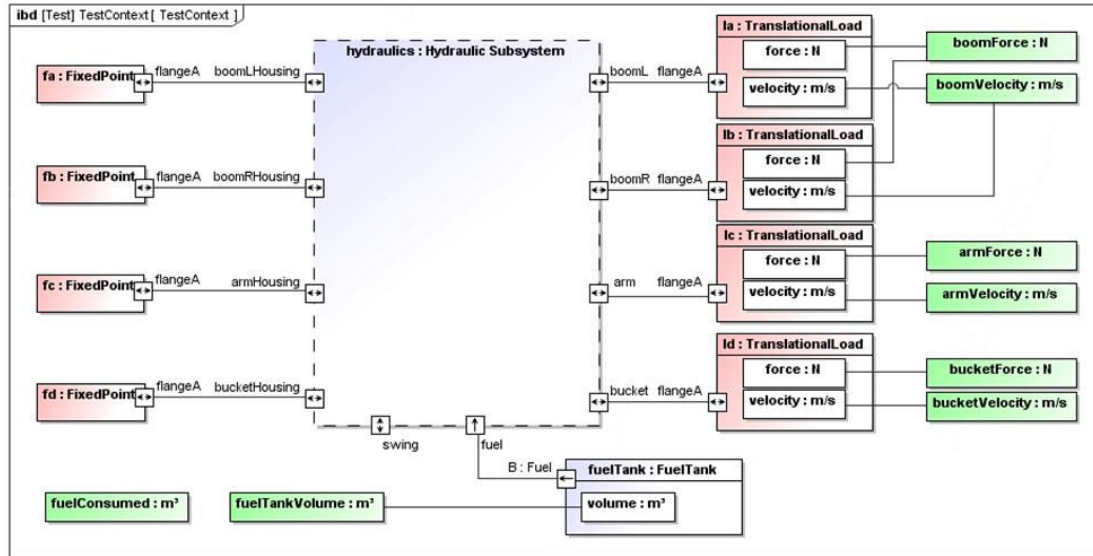 ibd [Test] TestContext [ TestContext ]
hydraulics : Hydraulic Subsystem
fa : FixedPoint
flangeA
boomLHousing
fb : FixedPoint
flangeA
boomRHousing
fc : FixedPoint
flangeA
armHousing
fd : FixedPoint
flangeA
bucketHousing
boomL flangeA
la : TranslationalLoad
force : N
velocity : m/s
boomForce : N
boomVelocity : m/s
boomR flangeA
lb : TranslationalLoad
force : N
velocity : m/s
arm flangeA
lc : TranslationalLoad
force : N
velocity : m/s
armForce : N
armVelocity : m/s
bucket flangeA
ld : TranslationalLoad
force : N
velocity : m/s
bucketForce : N
bucketVelocity : m/s
swing
fuel
B : Fuel
fuelTank : FuelTank
volume : m³
fuelConsumed : m³
fuelTankVolume : m³